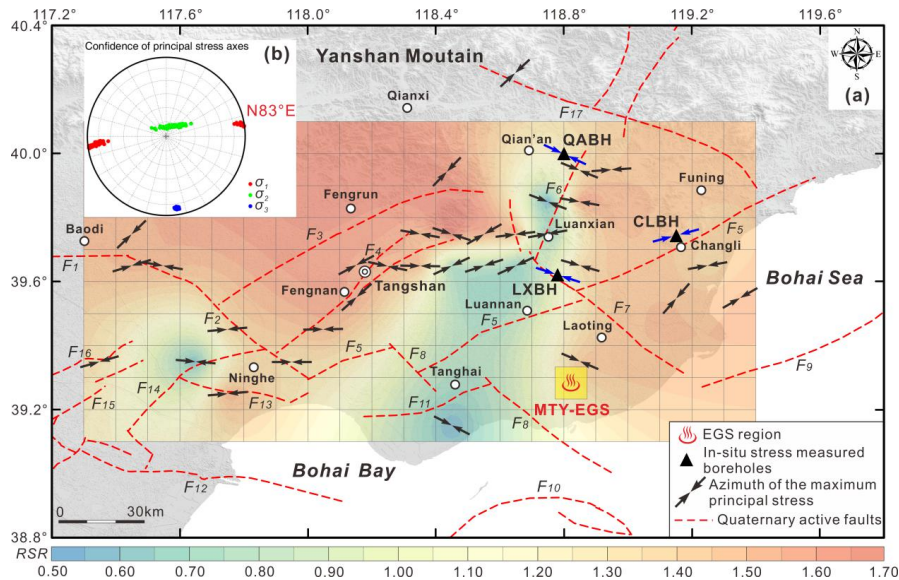 117.2° 117.6° 118.0° 118.4° 118.8° 119.2° 119.6°
40.4°
40.0°
39.6°
39.2°
38.8°
Confidence of principal stress axes
(b)
N83°E
σ1
σ2
σ3
Yanshan Moutain
N
W E
S
(a)
Qianxi
F17
Qian'an
QABH
Fengrun
F6
Funing
Baodi
F3
Luanxian
CLBH
F5
F4
Changli
F1
Tangshan
LXBH
Bohai Sea
Fengnan
Luannan
F7
F2
F5
Laoting
F16
F5
F8
F9
F14
Ninghe
Tanghai
F15
F13
F11
MTY-EGS
F8
Bohai Bay
F12
F10
EGS region
In-situ stress measured
boreholes
Azimuth of the maximum
principal stress
Quaternary active faults
0 30km
RSR
0.50 0.60 0.70 0.80 0.90 1.00 1.10 1.20 1.30 1.40 1.50 1.60 1.70